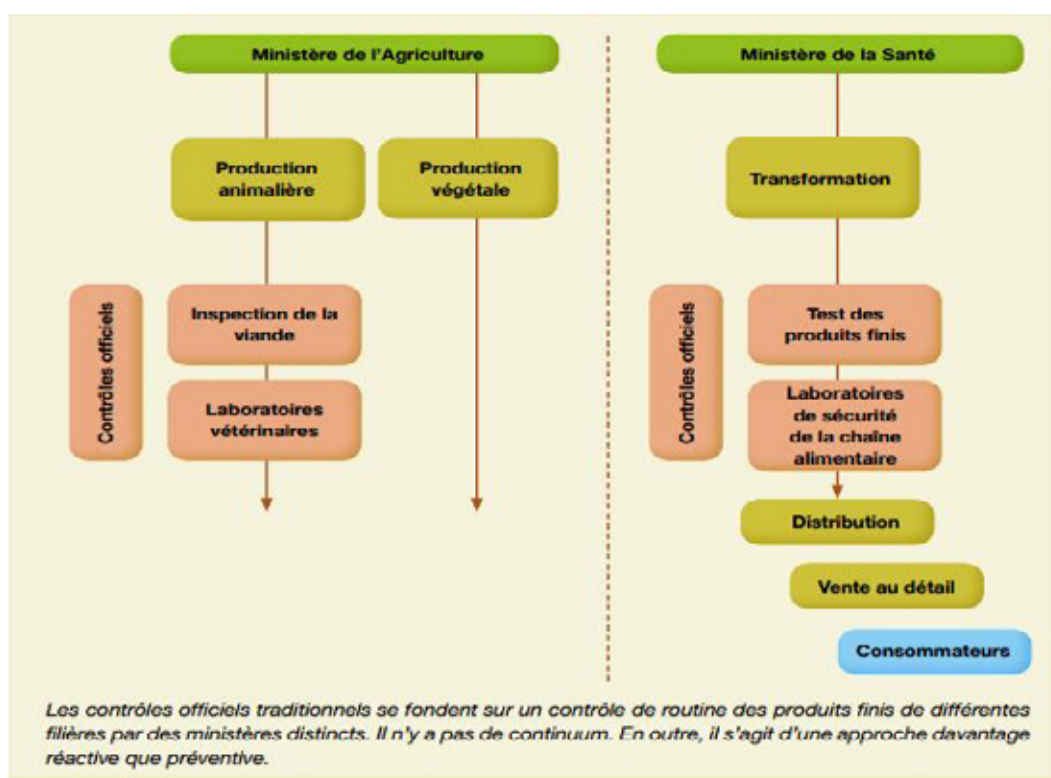 Ministère de l'Agriculture
Ministère de la Santé
Production
animalière
Production
végétale
Transformation
Contrôles officiels
Inspection de la
viande
Laboratoires
vétérinaires
Contrôles officiels
Test des
produits finis
Laboratoires
de sécurité
de la chaîne
alimentaire
Distribution
Vente au détail
Consommateurs
Les contrôles officiels traditionnels se fondent sur un contrôle de routine des produits finis de différentes
filières par des ministères distincts. Il n'y a pas de continuum. En outre, il s'agit d'une approche davantage
réactive que préventive.